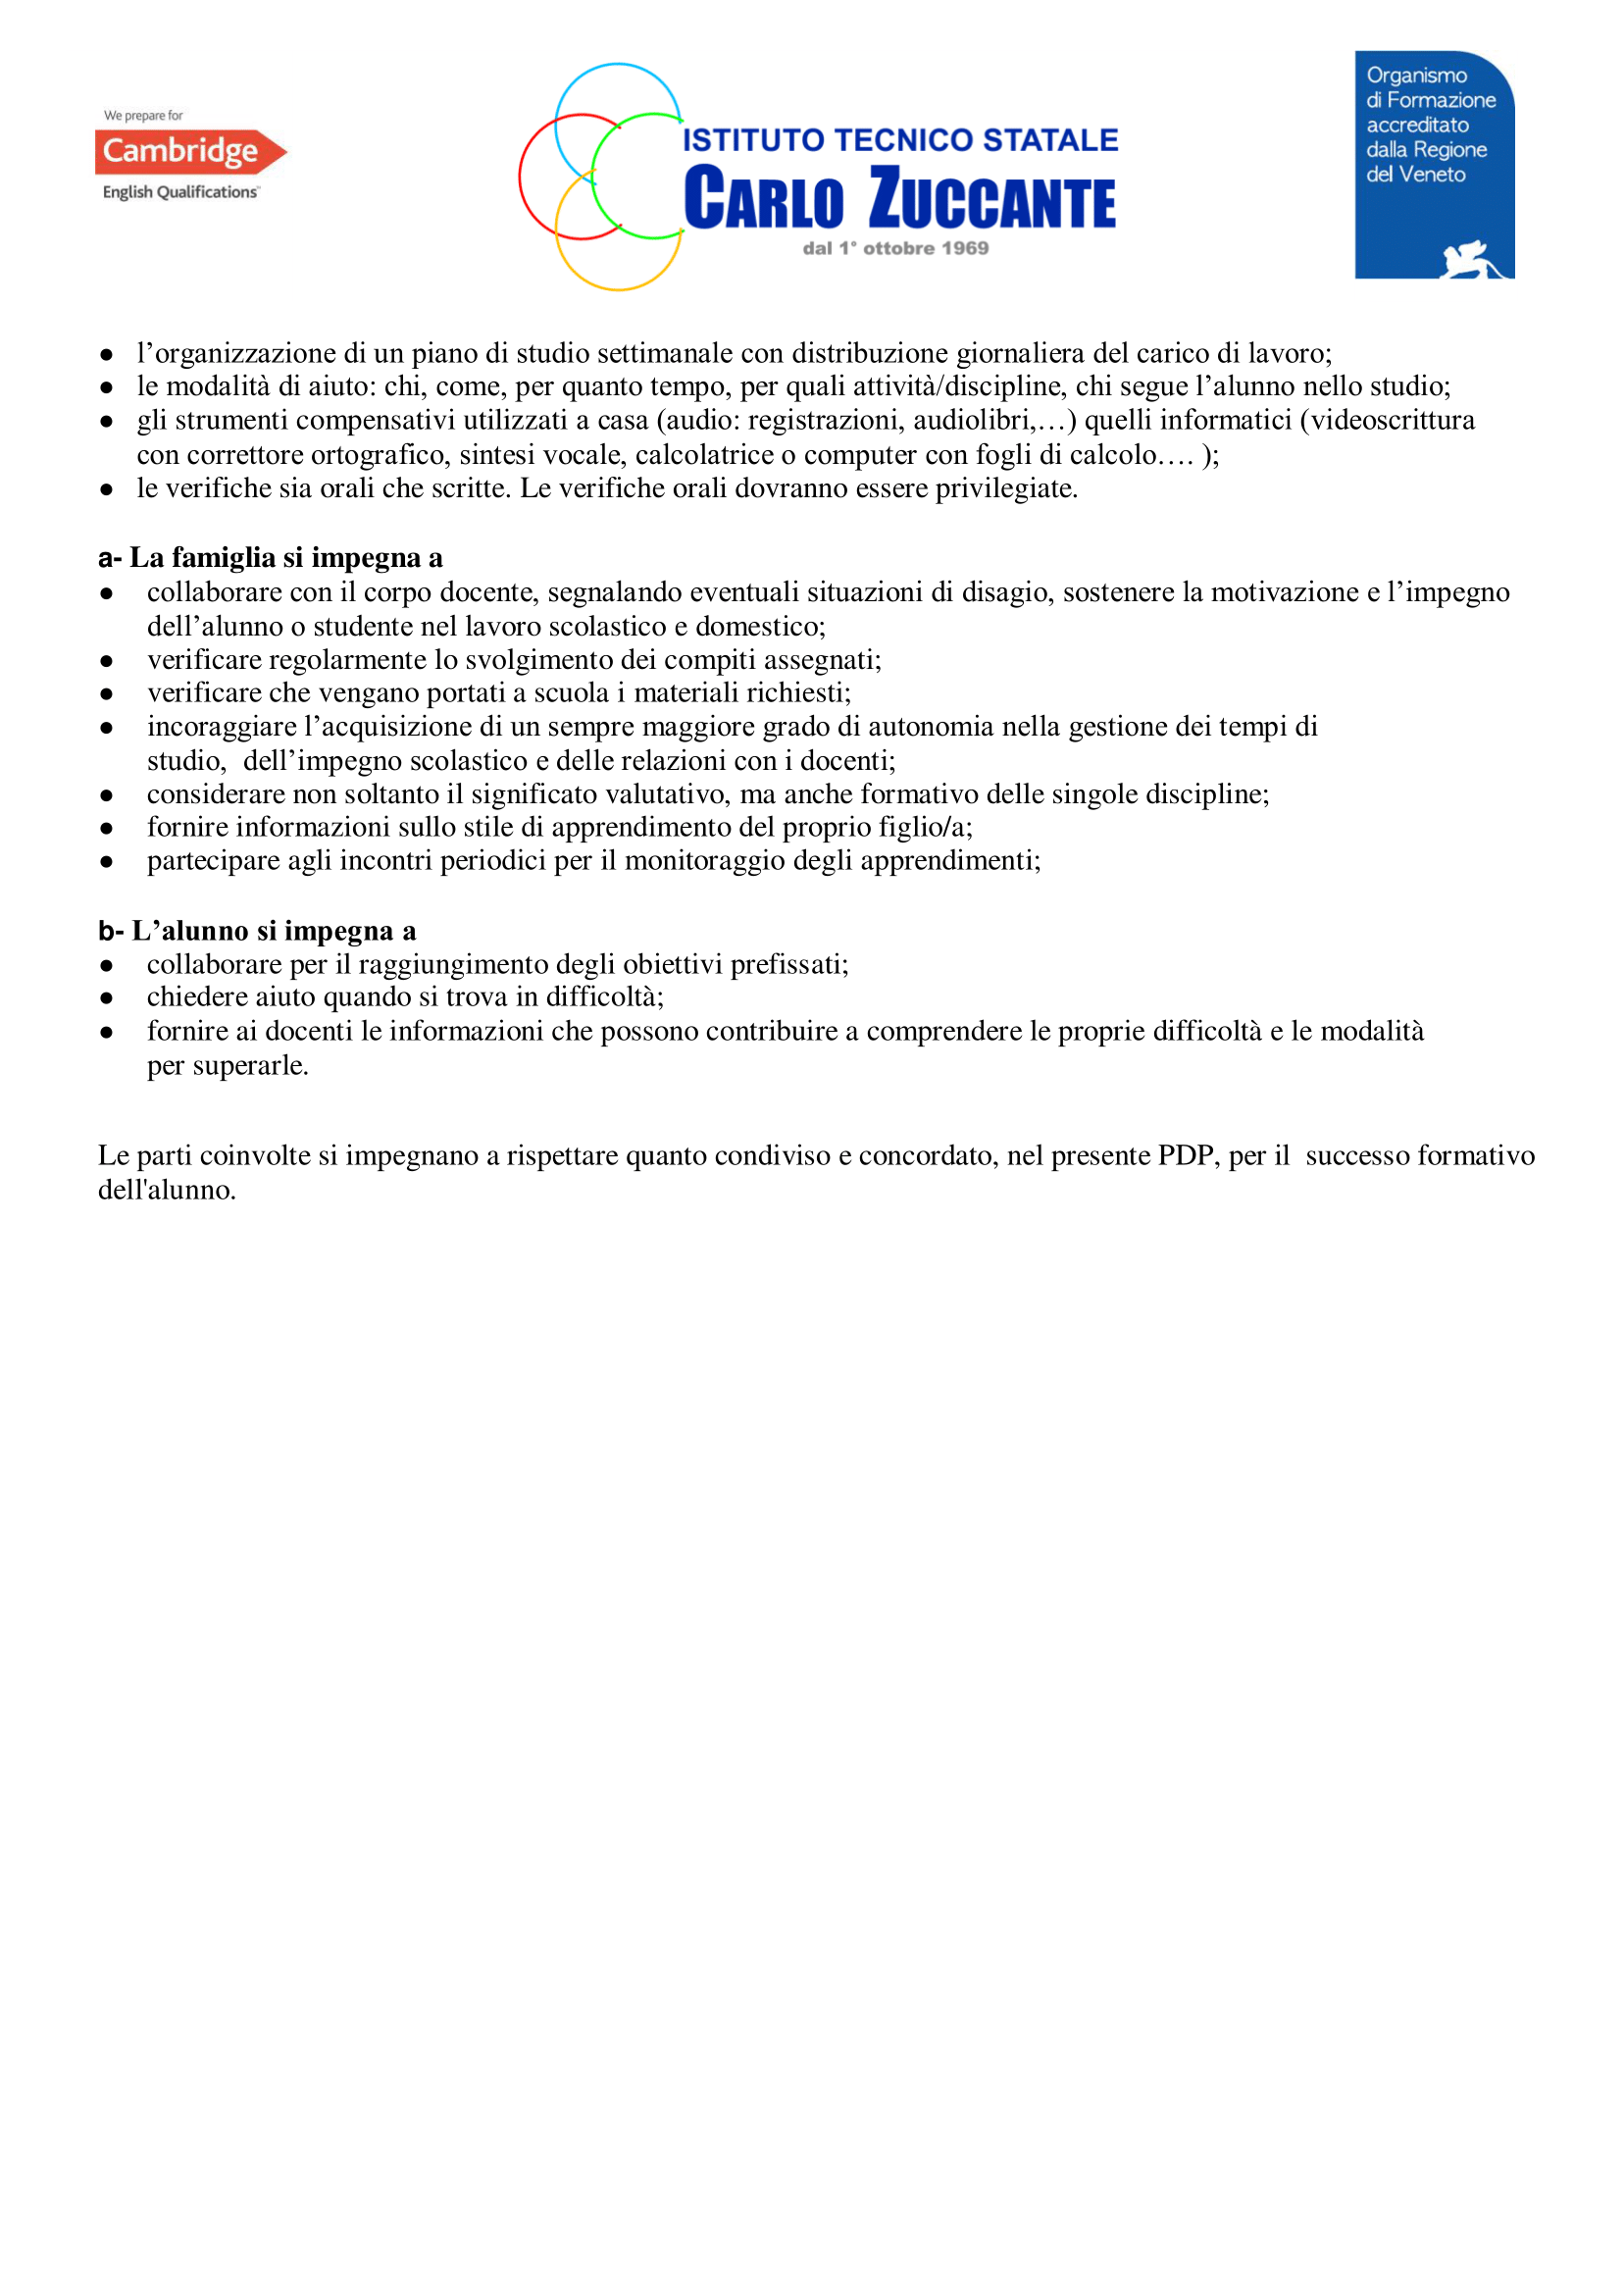 We prepare for
Cambridge
English Qualifications™
ISTITUTO TECNICO STATALE
CARLO ZUCCANTE
dal 1° ottobre 1969
Organismo
di Formazione
accreditato
dalla Regione
del Veneto
● l’organizzazione di un piano di studio settimanale con distribuzione giornaliera del carico di lavoro;
● le modalità di aiuto: chi, come, per quanto tempo, per quali attività/discipline, chi segue l’alunno nello studio;
● gli strumenti compensativi utilizzati a casa (audio: registrazioni, audiolibri,…) quelli informatici (videoscrittura
con correttore ortografico, sintesi vocale, calcolatrice o computer con fogli di calcolo…. );
● le verifiche sia orali che scritte. Le verifiche orali dovranno essere privilegiate.
a- La famiglia si impegna a
● collaborare con il corpo docente, segnalando eventuali situazioni di disagio, sostenere la motivazione e l’impegno
dell’alunno o studente nel lavoro scolastico e domestico;
● verificare regolarmente lo svolgimento dei compiti assegnati;
● verificare che vengano portati a scuola i materiali richiesti;
● incoraggiare l’acquisizione di un sempre maggiore grado di autonomia nella gestione dei tempi di
studio,  dell’impegno scolastico e delle relazioni con i docenti;
● considerare non soltanto il significato valutativo, ma anche formativo delle singole discipline;
● fornire informazioni sullo stile di apprendimento del proprio figlio/a;
● partecipare agli incontri periodici per il monitoraggio degli apprendimenti;
b- L’alunno si impegna a
● collaborare per il raggiungimento degli obiettivi prefissati;
● chiedere aiuto quando si trova in difficoltà;
● fornire ai docenti le informazioni che possono contribuire a comprendere le proprie difficoltà e le modalità
per superarle.
Le parti coinvolte si impegnano a rispettare quanto condiviso e concordato, nel presente PDP, per il  successo formativo
dell'alunno.